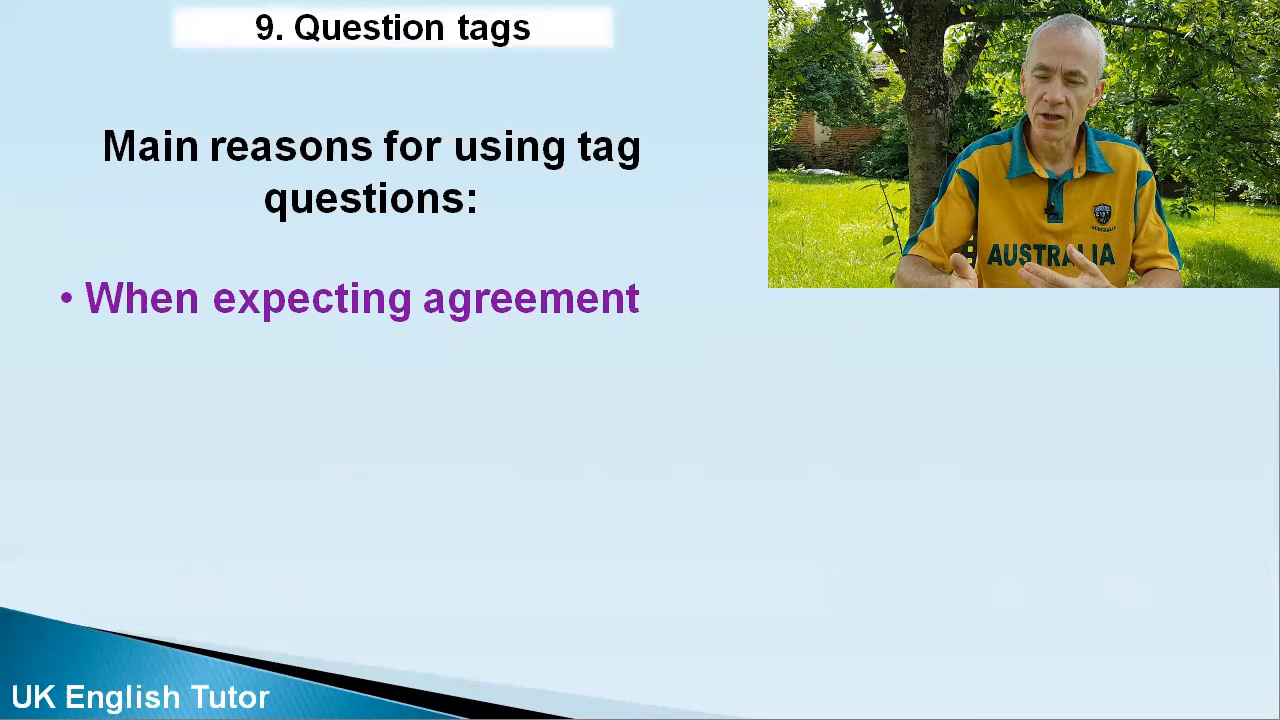 9. Question tags
Main reasons for using tag
questions:
• When expecting agreement
AUSTRALIA
UK English Tutor